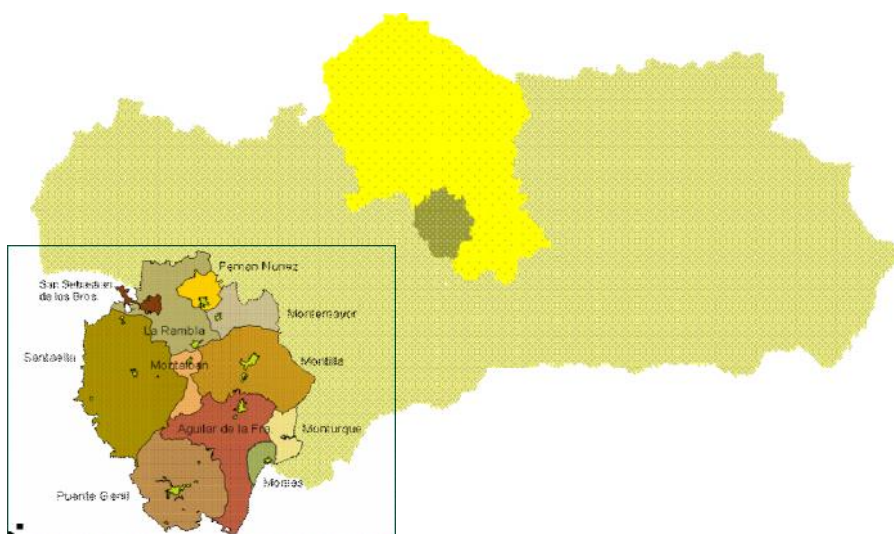 Fernan Nunez
San Sebastian
de los Bros.
Montemayor
La Rambla
Santaella
Montalban
Montilla
Aguilar de la Fra.
Monturque
Moriles
Puente Genil